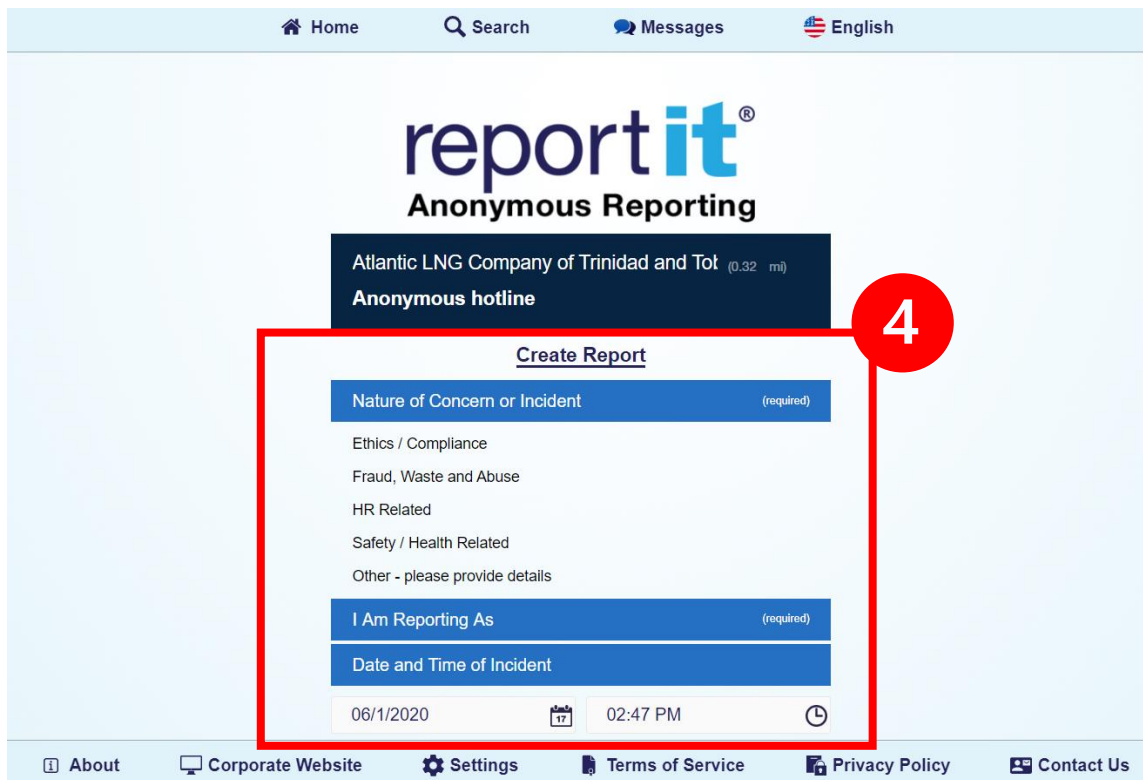 Home Search Messages English
report it®
Anonymous Reporting
Atlantic LNG Company of Trinidad and Tot (0.32 mi)
Anonymous hotline
4
Create Report
Nature of Concern or Incident (required)
Ethics / Compliance
Fraud, Waste and Abuse
HR Related
Safety / Health Related
Other - please provide details
I Am Reporting As (required)
Date and Time of Incident
06/1/2020 17 02:47 PM
About Corporate Website Settings Terms of Service Privacy Policy Contact Us